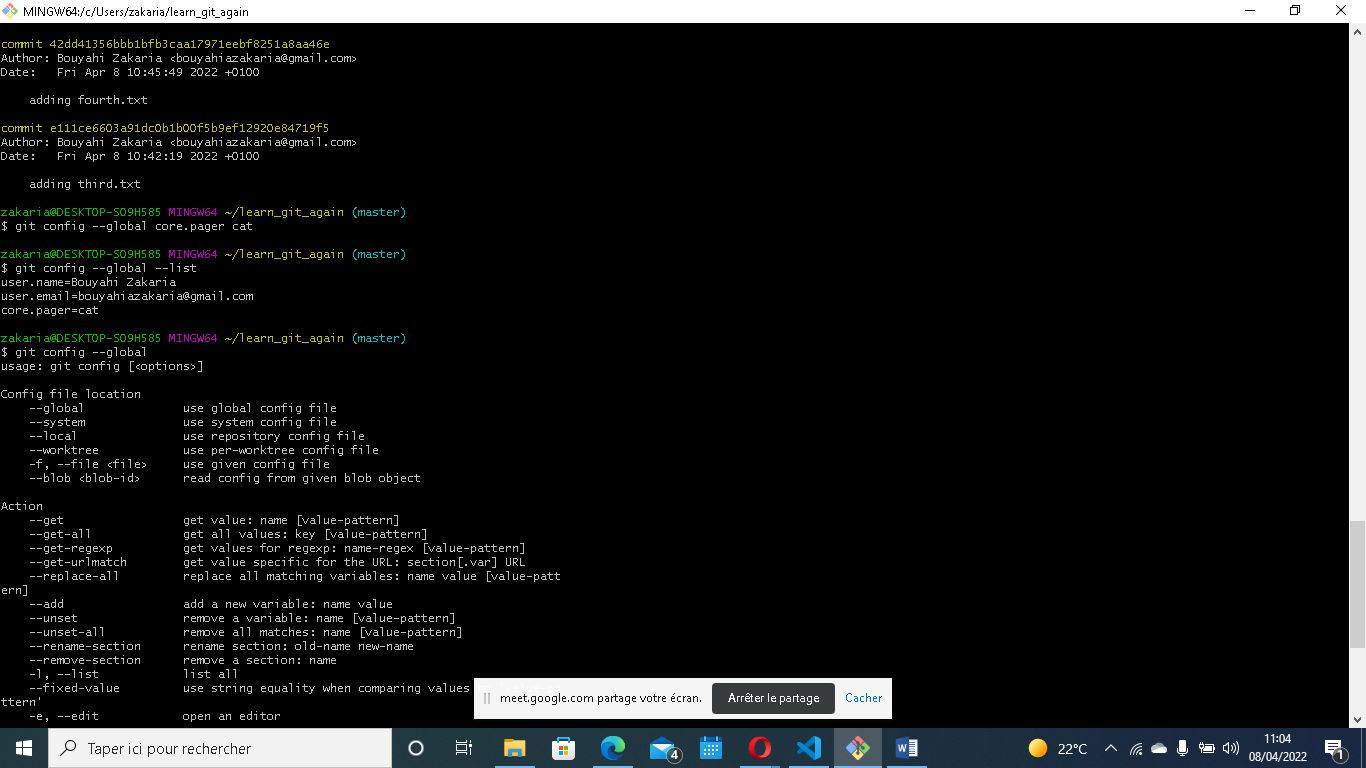 MINGW64:/c/Users/zakaria/learn_git_again
commit 42dd41356bbb1bfb3caa17971eebf8251a8aa46e
Author: Bouyahi Zakaria <bouyahiazakaria@gmail.com>
Date:   Fri Apr 8 10:45:49 2022 +0100
    adding fourth.txt
commit e111ce6603a91dc0b1b00f5b9ef12920e84719f5
Author: Bouyahi Zakaria <bouyahiazakaria@gmail.com>
Date:   Fri Apr 8 10:42:19 2022 +0100
    adding third.txt
zakaria@DESKTOP-SO9H585 MINGW64 ~/learn_git_again (master)
$ git config --global core.pager cat
zakaria@DESKTOP-SO9H585 MINGW64 ~/learn_git_again (master)
$ git config --global --list
user.name=Bouyahi Zakaria
user.email=bouyahiazakaria@gmail.com
core.pager=cat
zakaria@DESKTOP-SO9H585 MINGW64 ~/learn_git_again (master)
$ git config --global
usage: git config [<options>]
Config file location
    --global              use global config file
    --system              use system config file
    --local               use repository config file
    --worktree            use per-worktree config file
    -f, --file <file>     use given config file
    --blob <blob-id>      read config from given blob object
Action
    --get                 get value: name [value-pattern]
    --get-all             get all values: key [value-pattern]
    --get-regexp          get values for regexp: name-regex [value-pattern]
    --get-urlmatch        get value specific for the URL: section[.var] URL
    --replace-all         replace all matching variables: name value [value-patt
ern]
    --add                 add a new variable: name value
    --unset               remove a variable: name [value-pattern]
    --unset-all           remove all matches: name [value-pattern]
    --rename-section      rename section: old-name new-name
    --remove-section      remove a section: name
    -l, --list            list all
    --fixed-value         use string equality when comparing values
ttern'
    -e, --edit            open an editor
meet.google.com partage votre écran. Arrêter le partage Cacher
Taper ici pour rechercher
4
22°C
11:04
08/04/2022
1